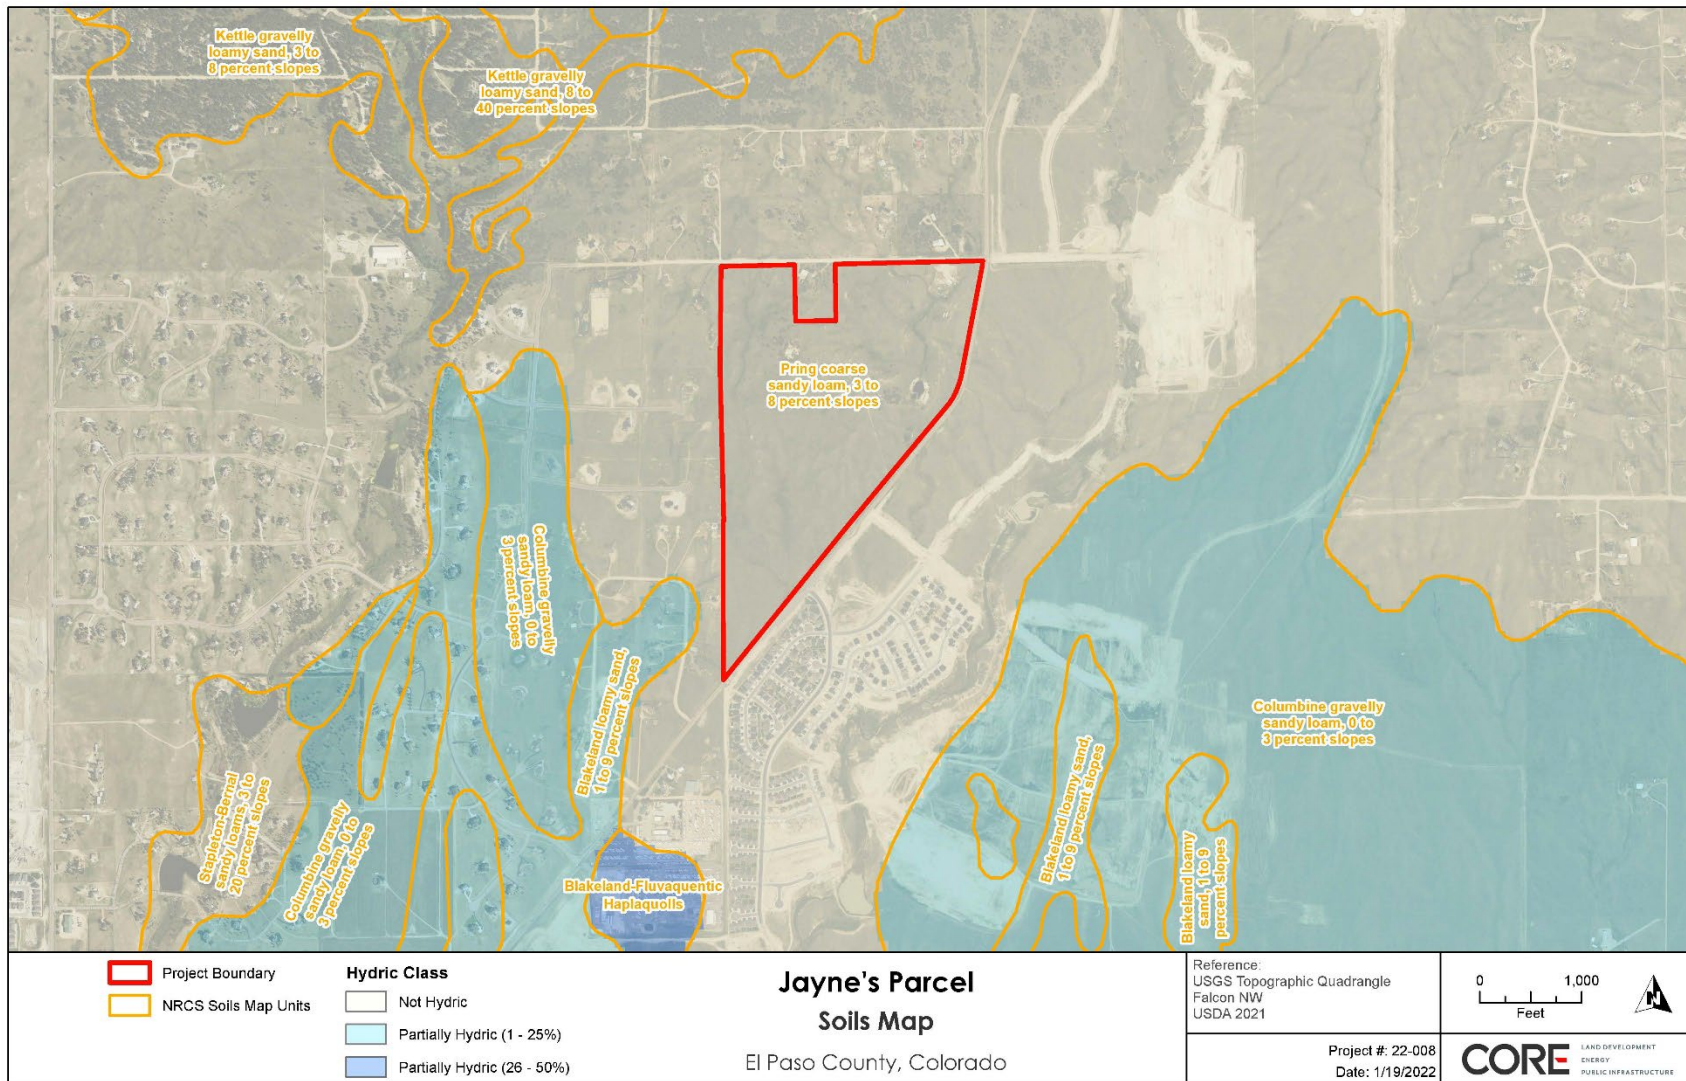 Kettle gravelly
loamy sand, 3 to
8 percent slopes
Kettle gravelly
loamy sand, 8 to
40 percent slopes
Pring coarse
sandy loam, 3 to
8 percent slopes
Columbine gravelly
sandy loam, 0 to
3 percent slopes
Blakeland loamy sand,
1 to 9 percent slopes
Columbine gravelly
sandy loam, 0 to
3 percent slopes
Stapleton-Bernal
sandy loams, 3 to
20 percent slopes
Columbine gravelly
sandy loam, 0 to
3 percent slopes
Blakeland-Fluvaquentic
Haplaquolls
Blakeland loamy sand,
1 to 9 percent slopes
Blakeland loamy
sand, 1 to 9
percent slopes
Project Boundary
NRCS Soils Map Units
Hydric Class
Not Hydric
Partially Hydric (1 - 25%)
Partially Hydric (26 - 50%)
Jayne's Parcel
Soils Map
El Paso County, Colorado
Reference:
USGS Topographic Quadrangle
Falcon NW
USDA 2021
Project #: 22-008
Date: 1/19/2022
0 1,000
Feet
N
CORE
LAND DEVELOPMENT
ENERGY
PUBLIC INFRASTRUCTURE